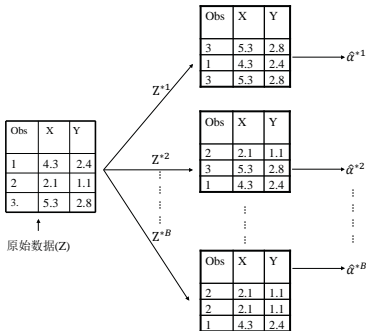 Obs X Y
3 5.3 2.8
1 4.3 2.4
3 5.3 2.8
α̂*1
Z*1
Obs X Y
1 4.3 2.4
2 2.1 1.1
3. 5.3 2.8
原始数据(Z)
Z*2
Obs X Y
2 2.1 1.1
3 5.3 2.8
1 4.3 2.4
α̂*2
Z*B
Obs X Y
2 2.1 1.1
2 2.1 1.1
1 4.3 2.4
α̂*B